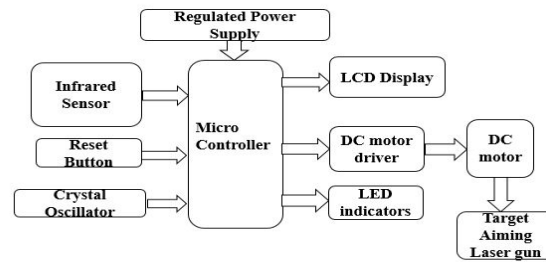 Regulated Power
Supply
Infrared
Sensor
Reset
Button
Crystal
Oscillator
Micro
Controller
LCD Display
DC motor
driver
LED
indicators
DC
motor
Target
Aiming
Laser gun